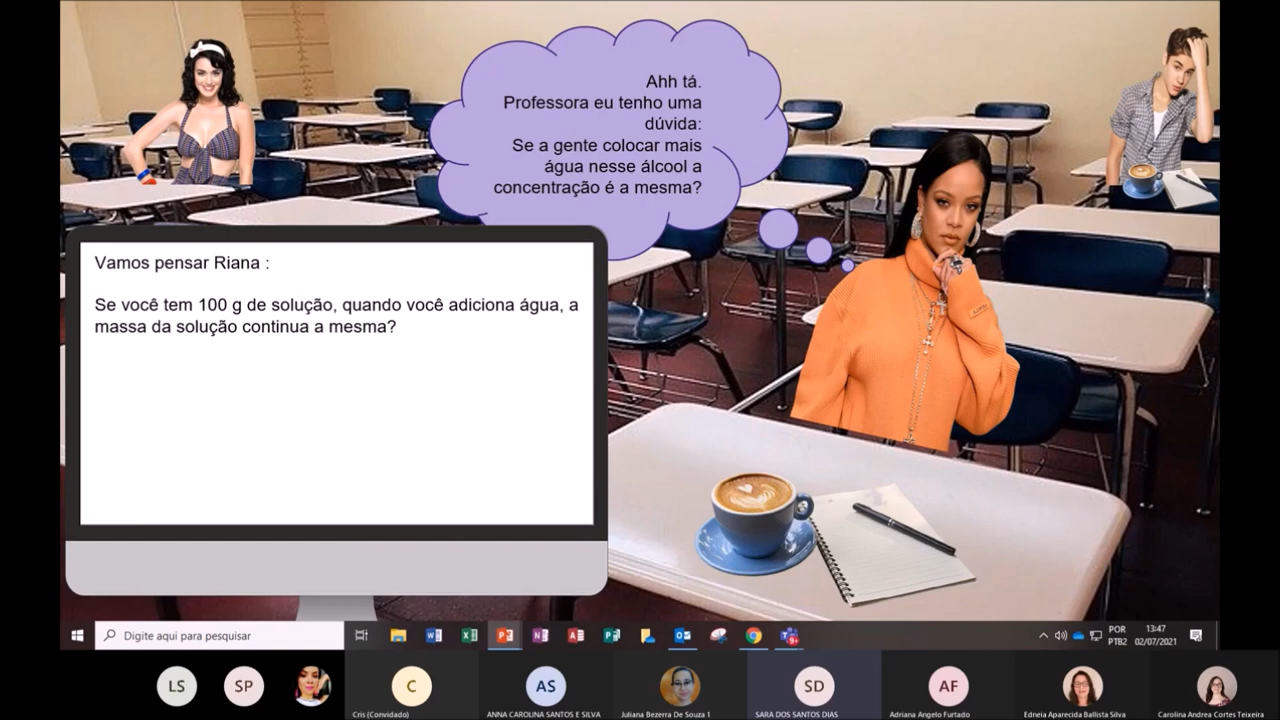 Ahh tá.
Professora eu tenho uma
dúvida:
Se a gente colocar mais
água nesse álcool a
concentração é a mesma?
Vamos pensar Riana :
Se você tem 100 g de solução, quando você adiciona água, a
massa da solução continua a mesma?
Digite aqui para pesquisar
POR
PTB2
13:47
02/07/2021
LS
SP
C
AS
SD
AF
Cris (Convidado)
ANNA CAROLINA SANTOS E SILVA
Juliana Bezerra De Souza 1
SARA DOS SANTOS DIAS
Adriana Angelo Furtado
Edneia Aparecida Ballista Silva
Carolina Andrea Cortes Teixeira